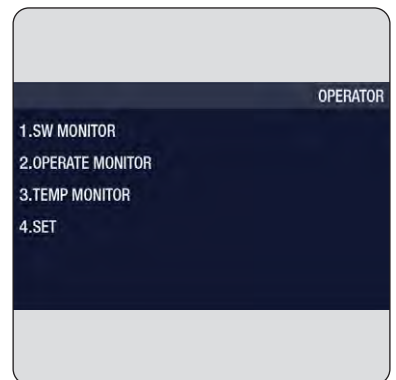 OPERATOR
1.SW MONITOR
2.OPERATE MONITOR
3.TEMP MONITOR
4.SET